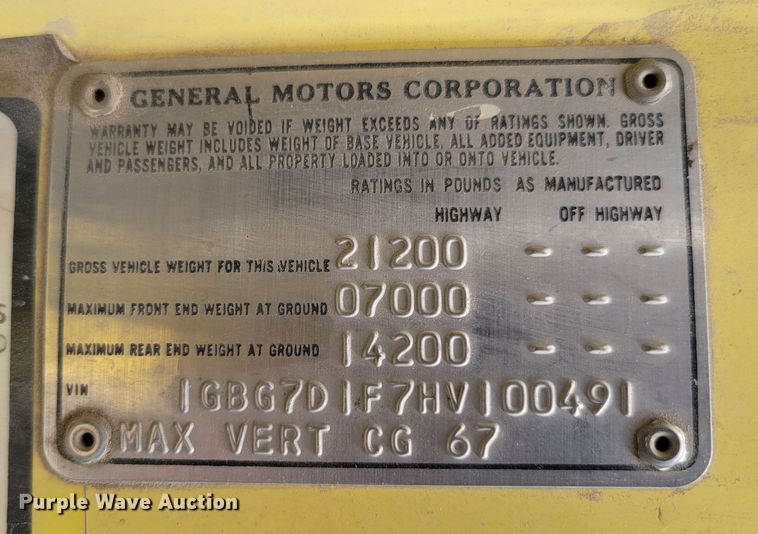 GENERAL MOTORS CORPORATION
WARRANTY MAY BE VOIDED IF WEIGHT EXCEEDS ANY OF RATINGS SHOWN. GROSS
VEHICLE WEIGHT INCLUDES WEIGHT OF BASE VEHICLE, ALL ADDED EQUIPMENT, DRIVER
AND PASSENGERS, AND ALL PROPERTY LOADED INTO OR ONTO VEHICLE.
RATINGS IN POUNDS AS MANUFACTURED
HIGHWAY OFF HIGHWAY
GROSS VEHICLE WEIGHT FOR THIS VEHICLE 21200 - - -
MAXIMUM FRONT END WEIGHT AT GROUND 07000 - - -
MAXIMUM REAR END WEIGHT AT GROUND 14200 - - -
VIN 1GBG7D1F7HV100491
MAX VERT CG 67
Purple Wave Auction